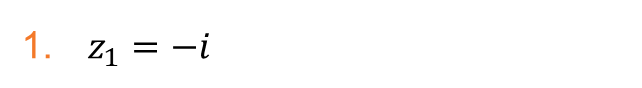 1. z₁ = −i